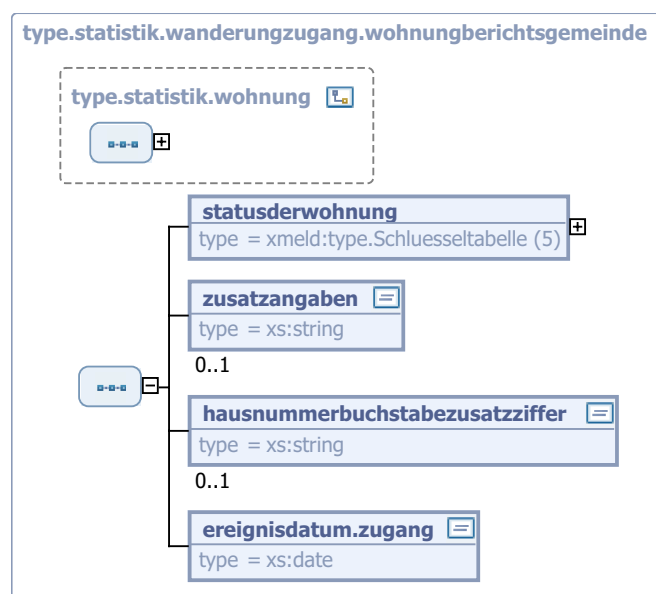 type.statistik.wanderungzugang.wohnungberichtsgemeinde
type.statistik.wohnung
statusderwohnung
type = xmeld:type.Schluesseltabelle (5)
zusatzangaben
type = xs:string
0..1
hausnummerbuchstabezusatzziffer
type = xs:string
0..1
ereignisdatum.zugang
type = xs:date